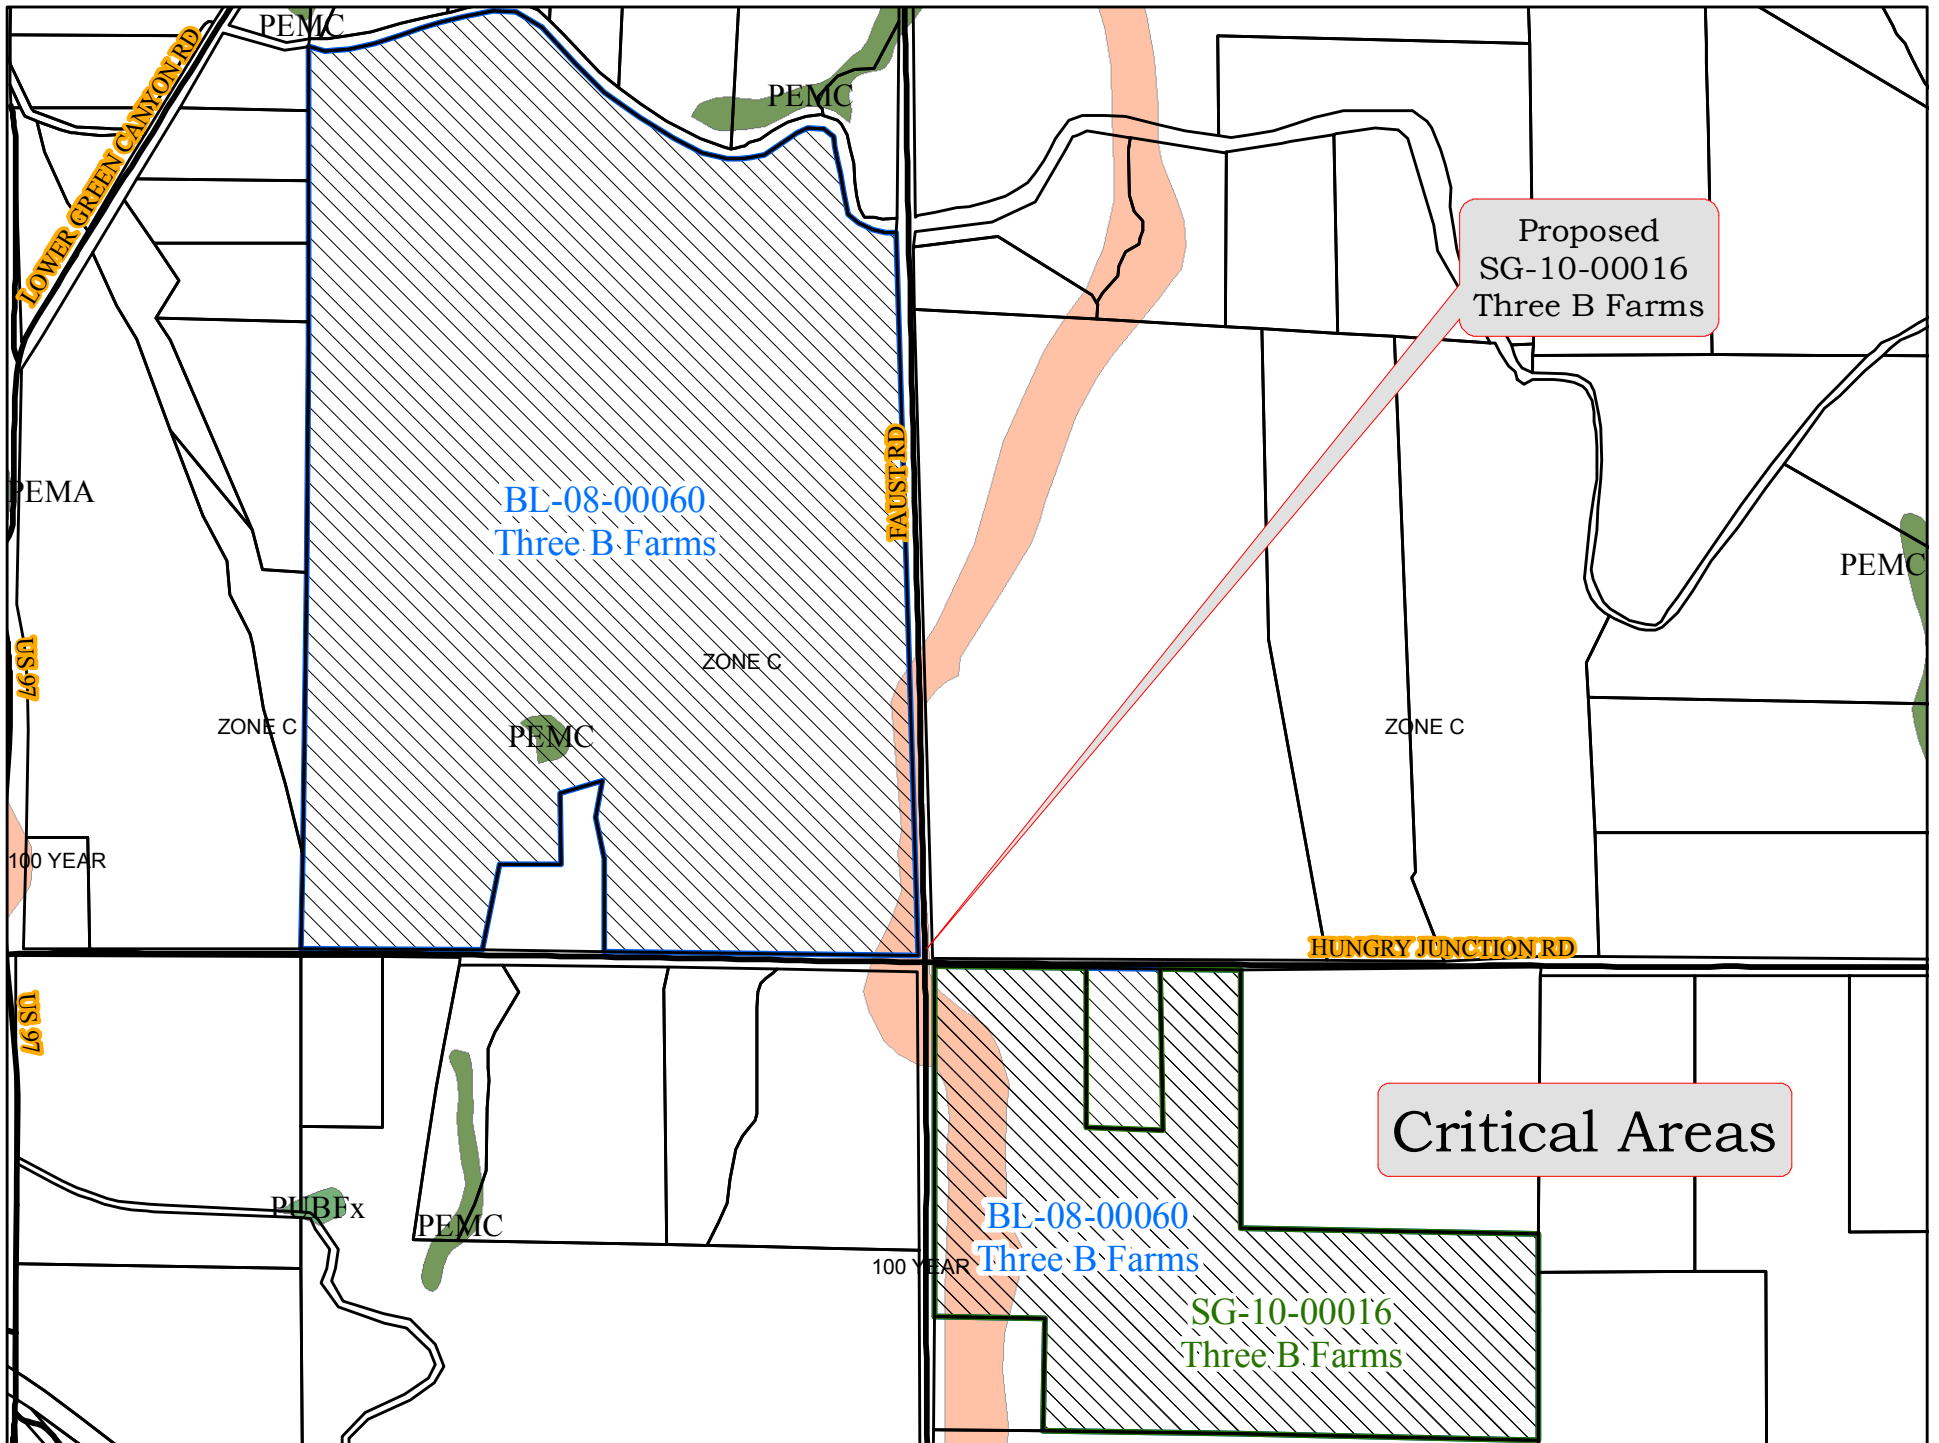 PEMC
LOWER GREEN CANYON RD
PEMC
Proposed
SG-10-00016
Three B Farms
FAUST RD
PEMA
BL-08-00060
Three B Farms
PEMC
US 97
ZONE C
ZONE C
PEMC
ZONE C
100 YEAR
HUNGRY JUNCTION RD
US 97
Critical Areas
PUBFx
PEMC
BL-08-00060
Three B Farms
100 YEAR
SG-10-00016
Three B Farms